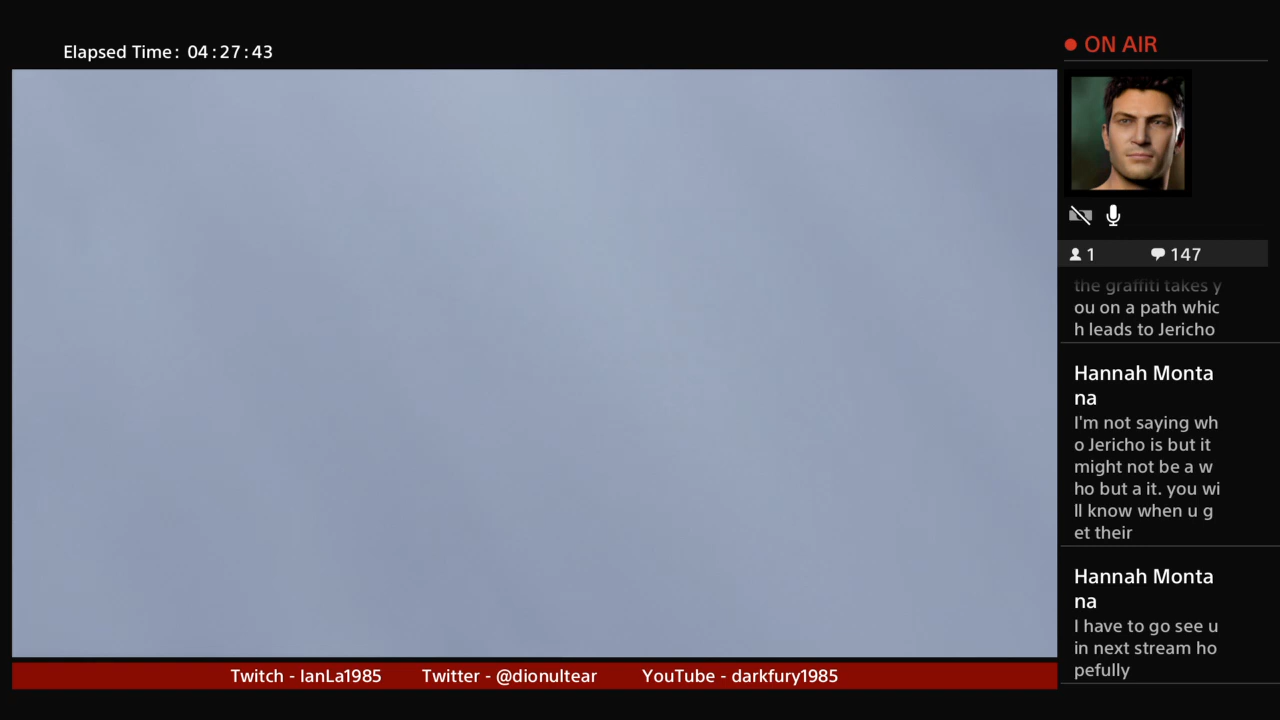 Elapsed Time: 04:27:43
ON AIR
1 147
the graffiti takes y
ou on a path whic
h leads to Jericho
Hannah Monta
na
I'm not saying wh
o Jericho is but it
might not be a w
ho but a it. you wi
ll know when u g
et their
Hannah Monta
na
I have to go see u
in next stream ho
pefully
Twitch - IanLa1985 Twitter - @dionultear YouTube - darkfury1985